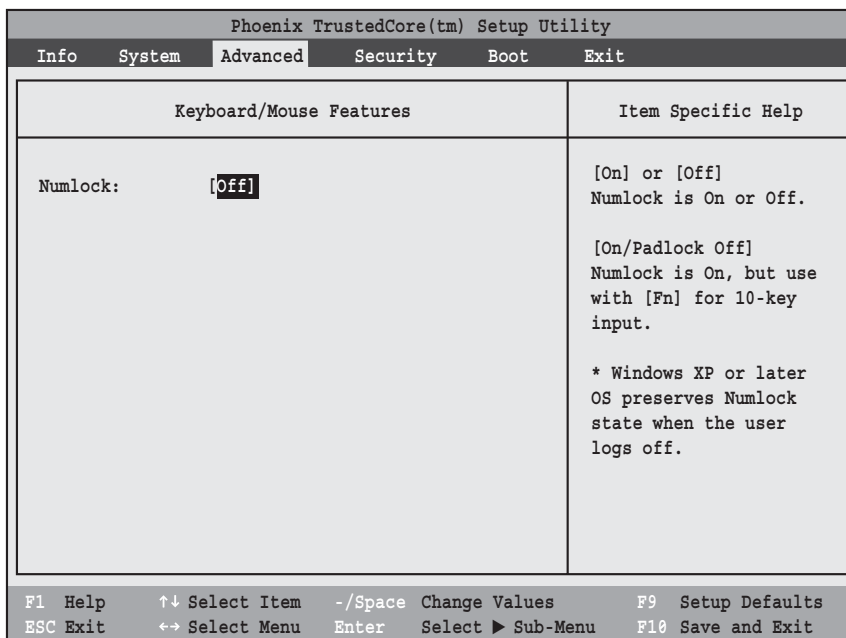 Phoenix TrustedCore(tm) Setup Utility
Info System Advanced Security Boot Exit
Keyboard/Mouse Features
Numlock: [Off]
Item Specific Help
[On] or [Off]
Numlock is On or Off.
[On/Padlock Off]
Numlock is On, but use
with [Fn] for 10-key
input.
* Windows XP or later
OS preserves Numlock
state when the user
logs off.
F1 Help ↑↓ Select Item -/Space Change Values F9 Setup Defaults
ESC Exit ←→ Select Menu Enter Select ▶ Sub-Menu F10 Save and Exit